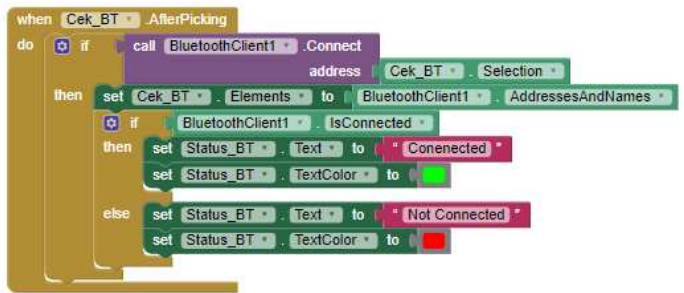 when Cek_BT .AfterPicking
do if call BluetoothClient1 .Connect
address Cek_BT . Selection
then set Cek_BT . Elements to BluetoothClient1 . AddressesAndNames
if BluetoothClient1 . IsConnected
then set Status_BT . Text to " Conenected "
set Status_BT . TextColor to
else set Status_BT . Text to " Not Connected "
set Status_BT . TextColor to